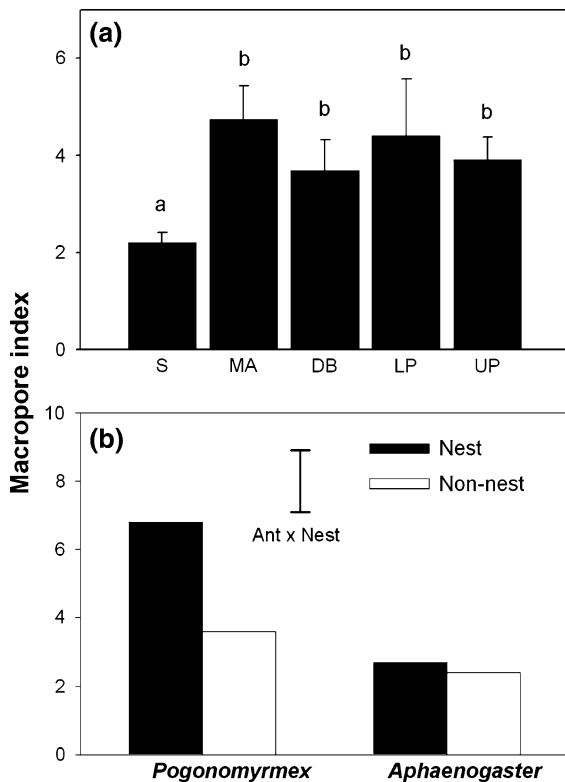 (a)
6
4
2
0
a
b
b
b
b
S MA DB LP UP
Macropore index
(b)
10
8
6
4
2
0
Nest
Non-nest
Ant x Nest
Pogonomyrmex Aphaenogaster